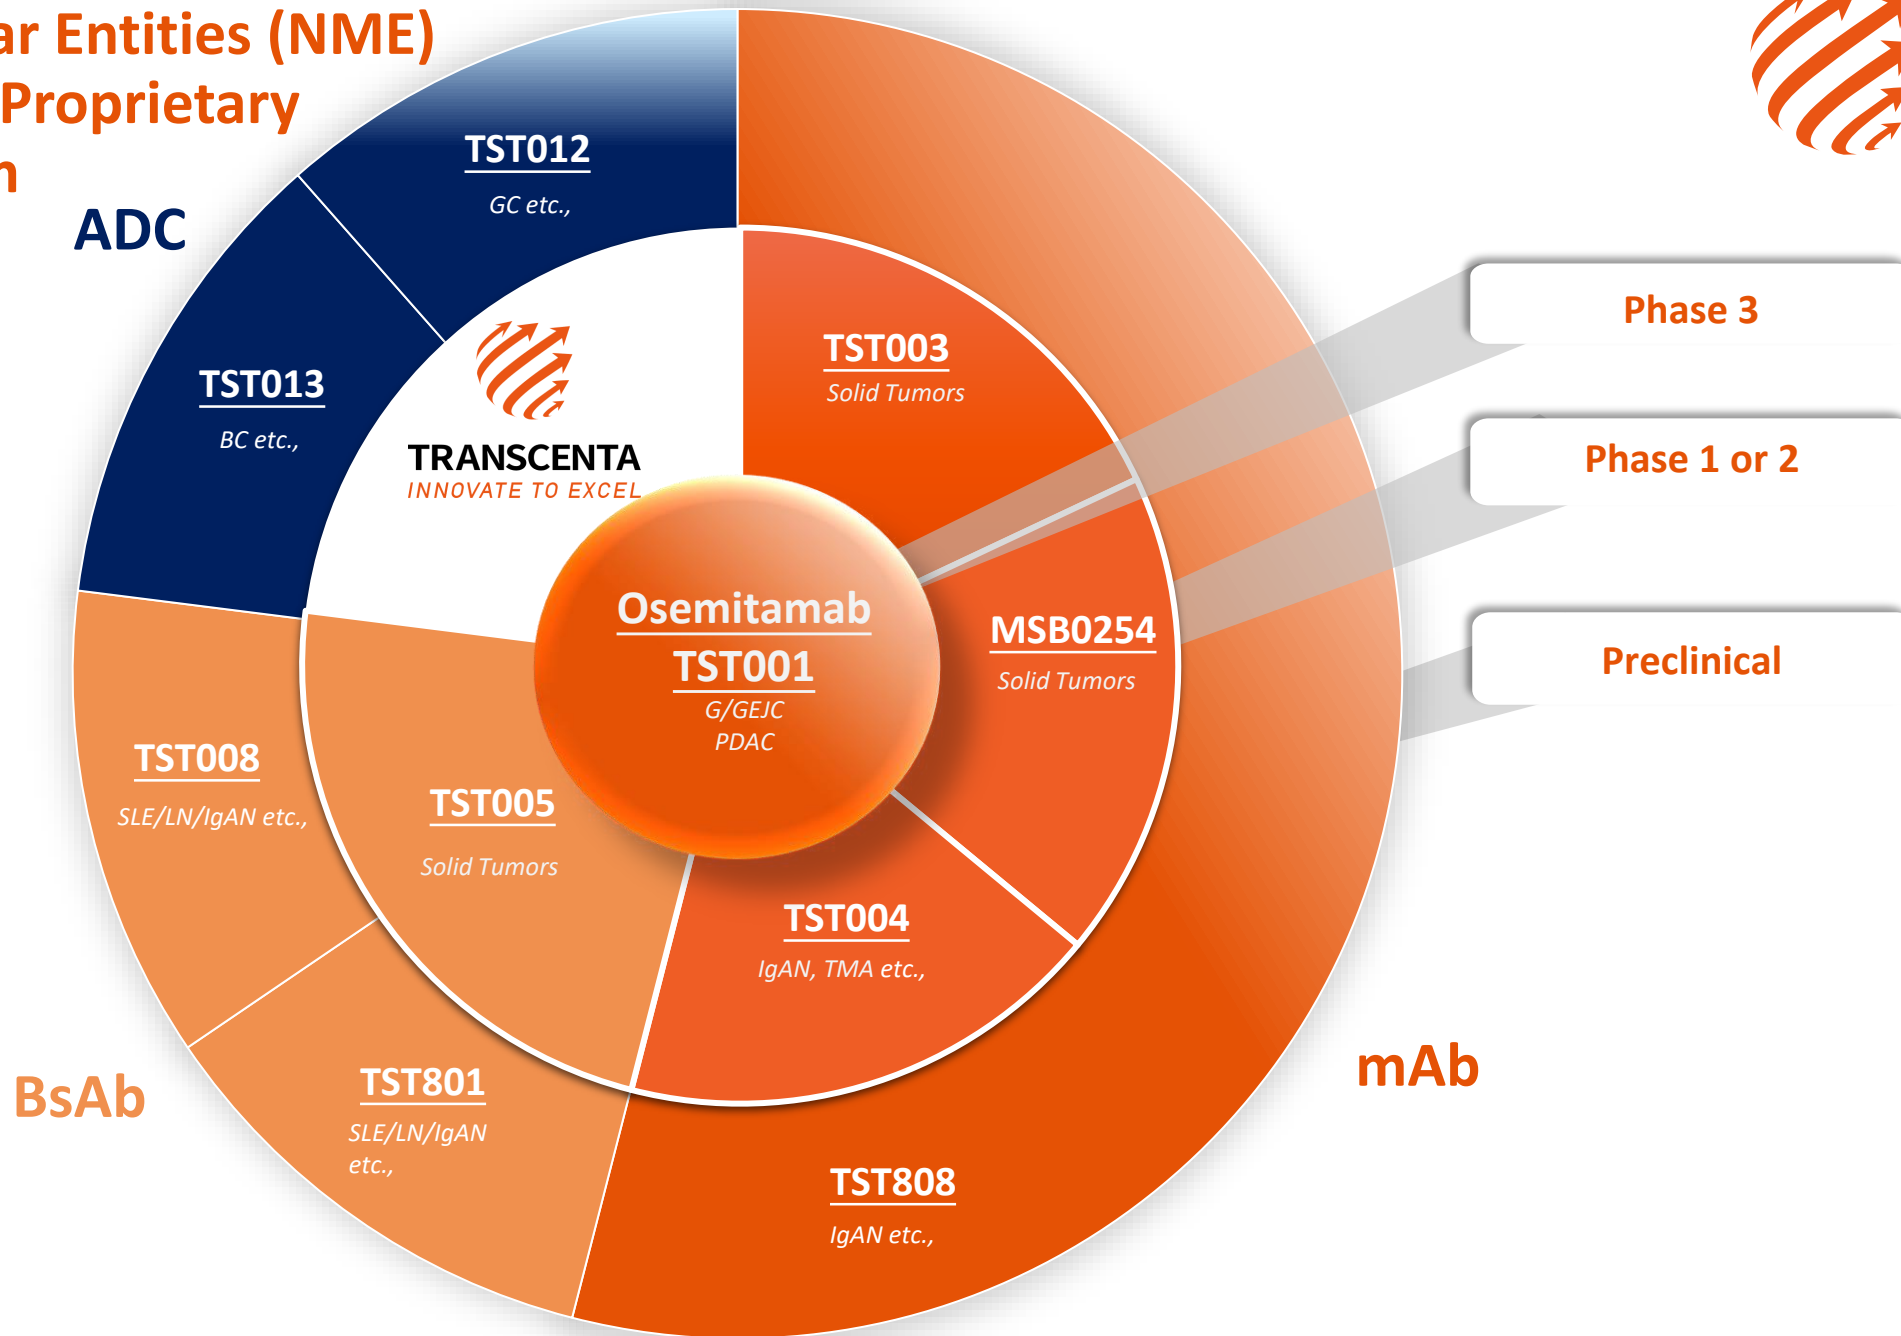 ar Entities (NME)
Proprietary
ADC
TST012
GC etc.,
TST013
BC etc.,
TRANSCENTA
INNOVATE TO EXCEL
TST003
Solid Tumors
Phase 3
Phase 1 or 2
Preclinical
Osemitamab
TST001
G/GEJC
PDAC
MSB0254
Solid Tumors
TST008
SLE/LN/IgAN etc.,
TST005
Solid Tumors
TST004
IgAN, TMA etc.,
BsAb
TST801
SLE/LN/IgAN
etc.,
mAb
TST808
IgAN etc.,